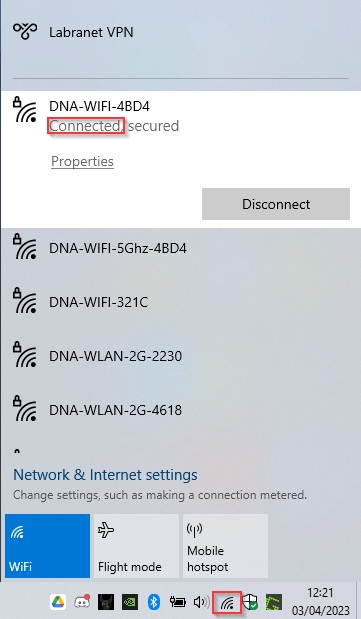 Labranet VPN
DNA-WIFI-4BD4
Connected, secured
Properties
Disconnect
DNA-WIFI-5Ghz-4BD4
DNA-WIFI-321C
DNA-WLAN-2G-2230
DNA-WLAN-2G-4618
Network & Internet settings
Change settings, such as making a connection metered.
WiFi
Flight mode
Mobile
hotspot
12:21
03/04/2023